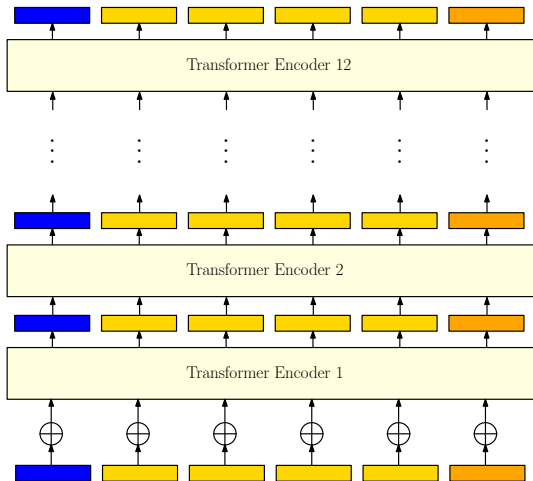 Transformer Encoder 12
Transformer Encoder 2
Transformer Encoder 1